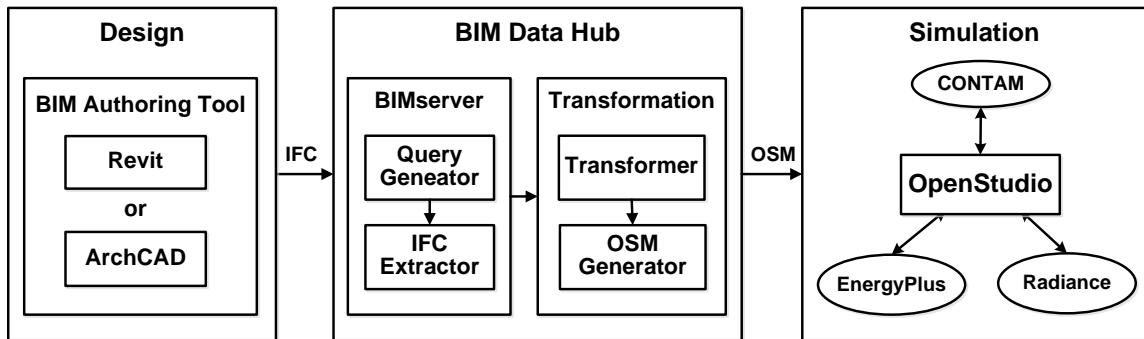 Design
BIM Authoring Tool
Revit
or
ArchCAD
IFC
BIM Data Hub
BIMserver
Query
Geneator
IFC
Extractor
Transformation
Transformer
OSM
Generator
OSM
Simulation
CONTAM
OpenStudio
EnergyPlus
Radiance